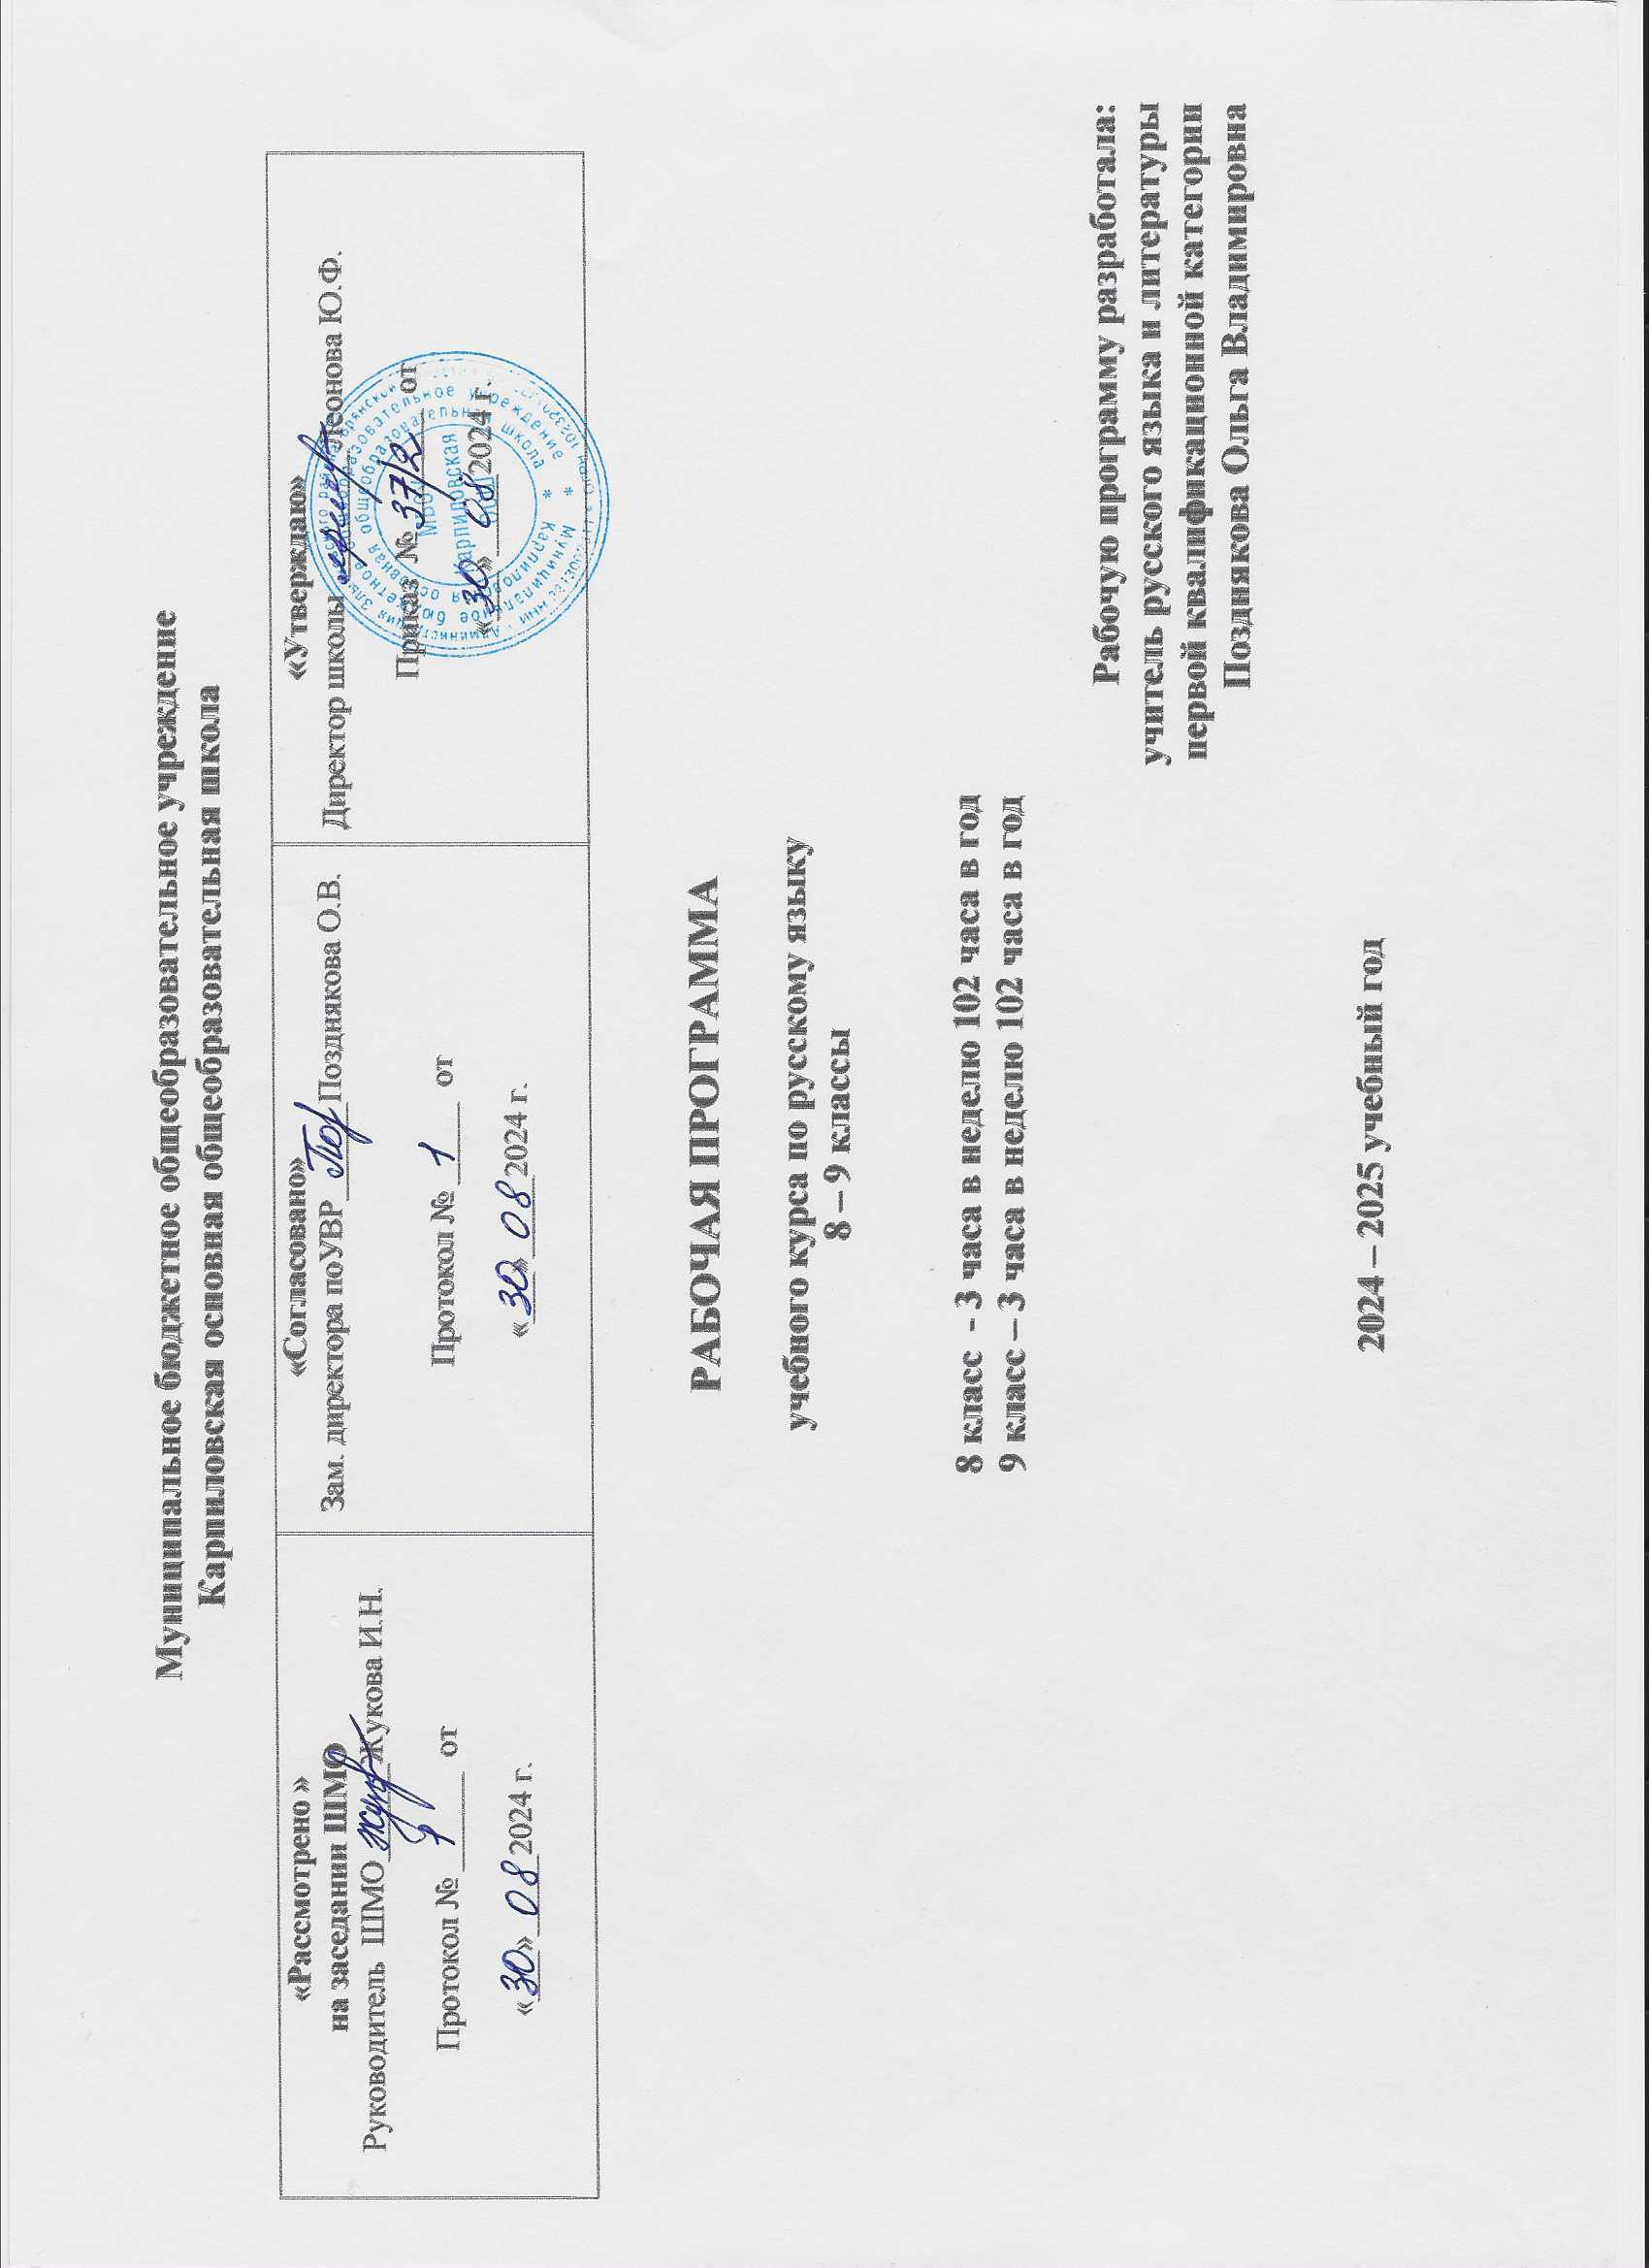 Муниципальное бюджетное общеобразовательное учреждение
Карпиловская основная общеобразовательная школа
«Рассмотрено »
на заседании ШМО
Руководитель ШМО Жукова И.Н.
Протокол № 1 от
«30» 08 2024 г.
«Согласовано»
Зам. директора поУВР Позднякова О.В.
Протокол № 1 от
«30» 08 2024 г.
«Утверждаю»
Директор школы Леонова Ю.Ф.
Приказ № 37/2 от
«30» 08 2024 г.
Карпиловская
РАБОЧАЯ ПРОГРАММА
учебного курса по русскому языку
8 – 9 классы
8 класс - 3 часа в неделю 102 часа в год
9 класс – 3 часа в неделю 102 часа в год
Рабочую программу разработала:
учитель русского языка и литературы
первой квалификационной категории
Позднякова Ольга Владимировна
2024 – 2025 учебный год